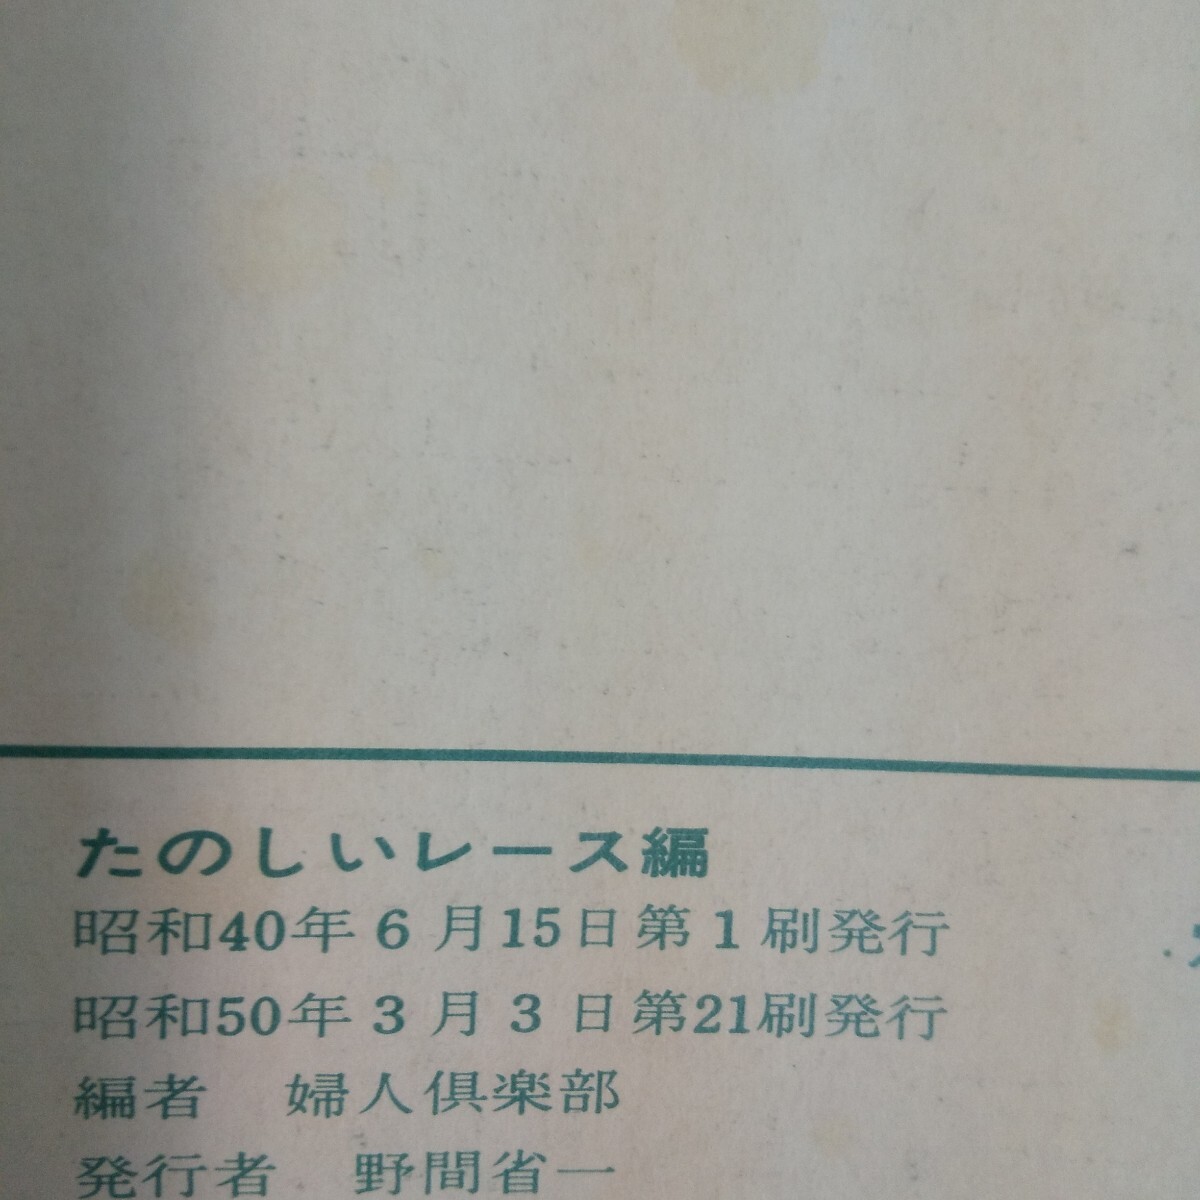 たのしいレース編
昭和40年6月15日第1刷発行
昭和50年3月3日第21刷発行
編者　婦人倶楽部
発行者　野間省一